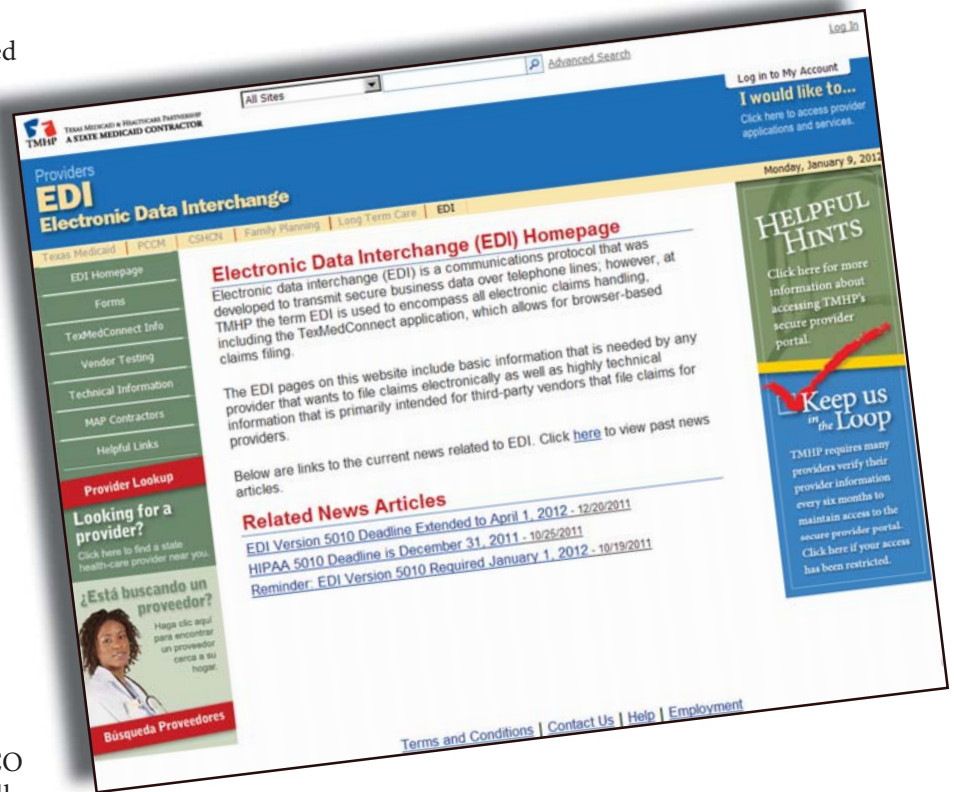 ed
Log In
All Sites
Advanced Search
TMHP
TEXAS MEDICAID & HEALTHCARE PARTNERSHIP
A STATE MEDICAID CONTRACTOR
Log in to My Account
I would like to...
Click here to access provider
applications and services.
Providers
EDI
Electronic Data Interchange
Monday, January 9, 2012
Texas Medicaid | PCCM | CSHCN | Family Planning | Long Term Care | EDI
EDI Homepage
Forms
TexMedConnect Info
Vendor Testing
Technical Information
MAP Contractors
Helpful Links
Provider Lookup
Looking for a
provider?
Click here to find a state
health-care provider near you.
¿Está buscando un
proveedor?
Haga clic aquí
para encontrar
un proveedor
cerca a su
hogar.
Búsqueda Proveedores
Electronic Data Interchange (EDI) Homepage
Electronic data interchange (EDI) is a communications protocol that was
developed to transmit secure business data over telephone lines; however, at
TMHP the term EDI is used to encompass all electronic claims handling,
including the TexMedConnect application, which allows for browser-based
claims filing.
The EDI pages on this website include basic information that is needed by any
provider that wants to file claims electronically as well as highly technical
information that is primarily intended for third-party vendors that file claims for
providers.
Below are links to the current news related to EDI. Click here to view past news
articles.
Related News Articles
EDI Version 5010 Deadline Extended to April 1, 2012 - 12/20/2011
HIPAA 5010 Deadline is December 31, 2011 - 10/25/2011
Reminder: EDI Version 5010 Required January 1, 2012 - 10/19/2011
HELPFUL
HINTS
Click here for more
information about
accessing TMHP's
secure provider
portal.
Keep us
in the Loop
TMHP requires many
providers verify their
provider information
every six months to
maintain access to the
secure provider portal.
Click here if your access
has been restricted.
Terms and Conditions | Contact Us | Help | Employment
CO